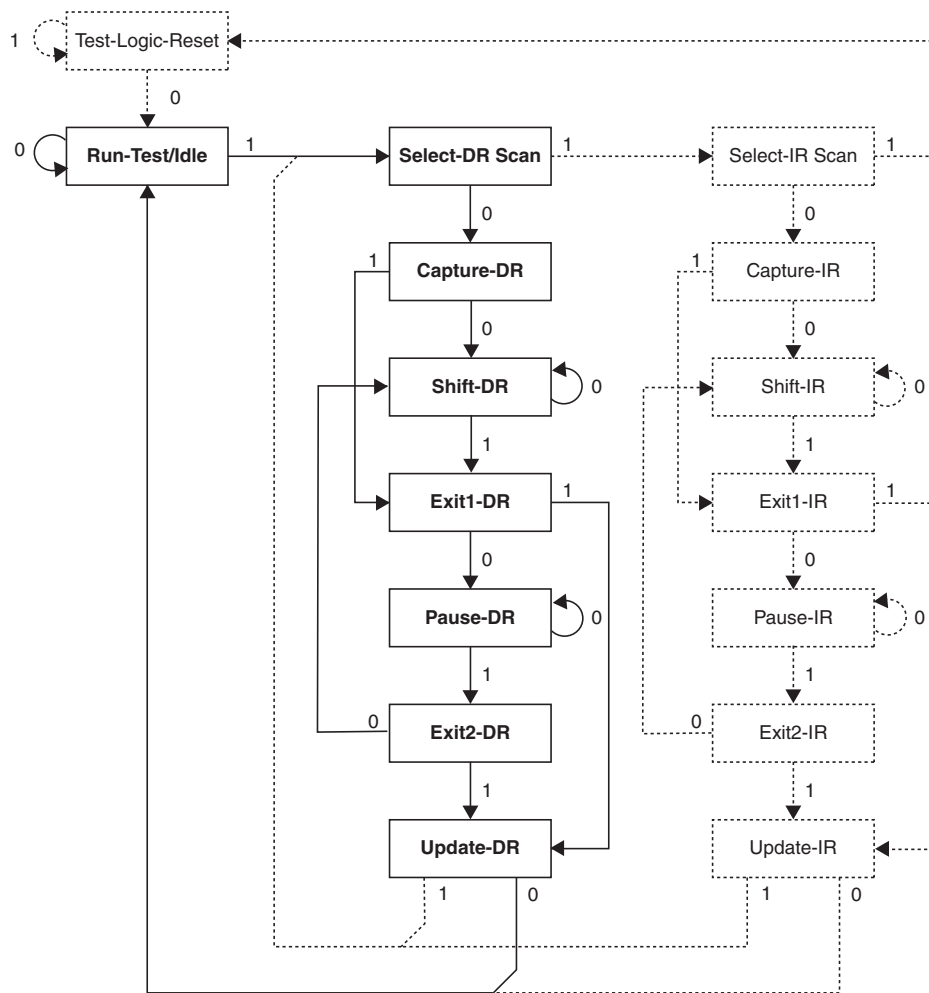 1 Test-Logic-Reset
0
0 Run-Test/Idle 1 Select-DR Scan 1 Select-IR Scan 1
0 0
1 Capture-DR 1 Capture-IR
0 0
Shift-DR 0 Shift-IR 0
1 1
Exit1-DR 1 Exit1-IR 1
0 0
Pause-DR 0 Pause-IR 0
1 1
0 Exit2-DR 0 Exit2-IR
1 1
Update-DR Update-IR
1 0 1 0